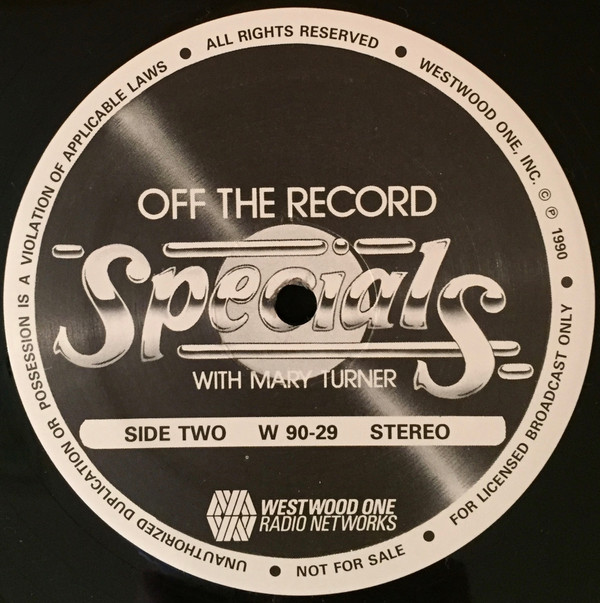 ALL RIGHTS RESERVED • WESTWOOD ONE, INC. © ℗ 1990 • FOR LICENSED BROADCAST ONLY • NOT FOR SALE • UNAUTHORIZED DUPLICATION OR POSSESSION IS A VIOLATION OF APPLICABLE LAWS •
OFF THE RECORD
Specials
WITH MARY TURNER
SIDE TWO W 90-29 STEREO
WESTWOOD ONE
RADIO NETWORKS